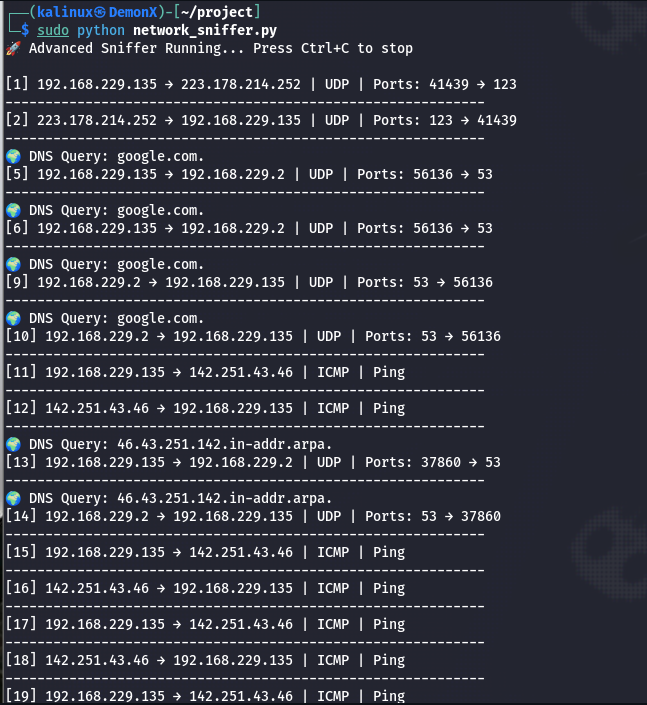 ┌──(kalinux㉿DemonX)-[~/project]
└─$ sudo python network_sniffer.py
🚀 Advanced Sniffer Running... Press Ctrl+C to stop
[1] 192.168.229.135 → 223.178.214.252 | UDP | Ports: 41439 → 123
------------------------------------------------------------
[2] 223.178.214.252 → 192.168.229.135 | UDP | Ports: 123 → 41439
------------------------------------------------------------
🌍 DNS Query: google.com.
[5] 192.168.229.135 → 192.168.229.2 | UDP | Ports: 56136 → 53
------------------------------------------------------------
🌍 DNS Query: google.com.
[6] 192.168.229.135 → 192.168.229.2 | UDP | Ports: 56136 → 53
------------------------------------------------------------
🌍 DNS Query: google.com.
[9] 192.168.229.2 → 192.168.229.135 | UDP | Ports: 53 → 56136
------------------------------------------------------------
🌍 DNS Query: google.com.
[10] 192.168.229.2 → 192.168.229.135 | UDP | Ports: 53 → 56136
------------------------------------------------------------
[11] 192.168.229.135 → 142.251.43.46 | ICMP | Ping
------------------------------------------------------------
[12] 142.251.43.46 → 192.168.229.135 | ICMP | Ping
------------------------------------------------------------
🌍 DNS Query: 46.43.251.142.in-addr.arpa.
[13] 192.168.229.135 → 192.168.229.2 | UDP | Ports: 37860 → 53
------------------------------------------------------------
🌍 DNS Query: 46.43.251.142.in-addr.arpa.
[14] 192.168.229.2 → 192.168.229.135 | UDP | Ports: 53 → 37860
------------------------------------------------------------
[15] 192.168.229.135 → 142.251.43.46 | ICMP | Ping
------------------------------------------------------------
[16] 142.251.43.46 → 192.168.229.135 | ICMP | Ping
------------------------------------------------------------
[17] 192.168.229.135 → 142.251.43.46 | ICMP | Ping
------------------------------------------------------------
[18] 142.251.43.46 → 192.168.229.135 | ICMP | Ping
------------------------------------------------------------
[19] 192.168.229.135 → 142.251.43.46 | ICMP | Ping